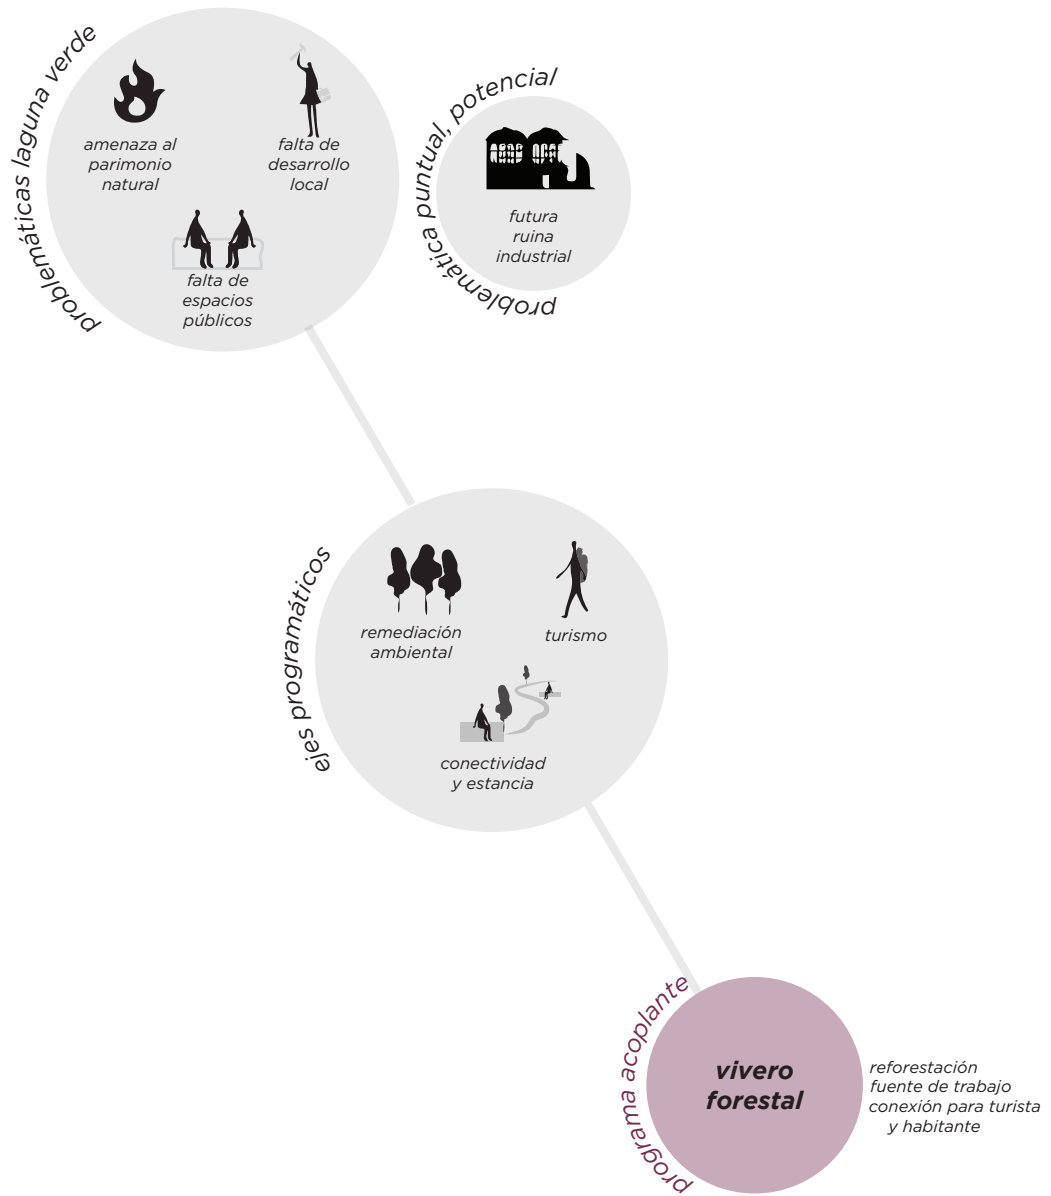 problemáticas laguna verde
amenaza al
parimonio
natural
falta de
desarrollo
local
falta de
espacios
públicos
problemática puntual, potencial
futura
ruina
industrial
ejes programáticos
remediación
ambiental
turismo
conectividad
y estancia
programa acoplante
vivero
forestal
reforestación
fuente de trabajo
conexión para turista
y habitante